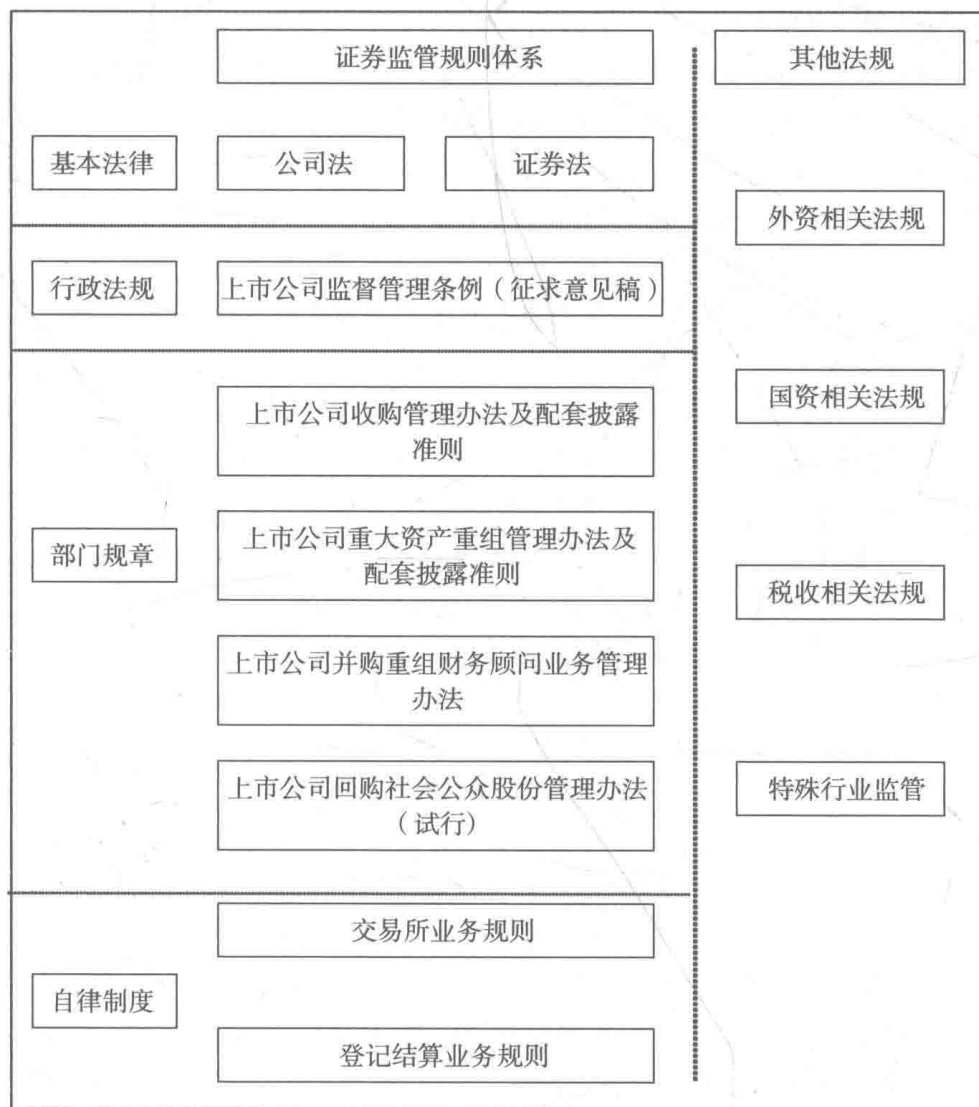 证券监管规则体系
其他法规
基本法律
公司法
证券法
外资相关法规
行政法规
上市公司监督管理条例（征求意见稿）
国资相关法规
上市公司收购管理办法及配套披露
准则
部门规章
上市公司重大资产重组管理办法及
配套披露准则
税收相关法规
上市公司并购重组财务顾问业务管理
办法
上市公司回购社会公众股份管理办法
（试行）
特殊行业监管
交易所业务规则
自律制度
登记结算业务规则